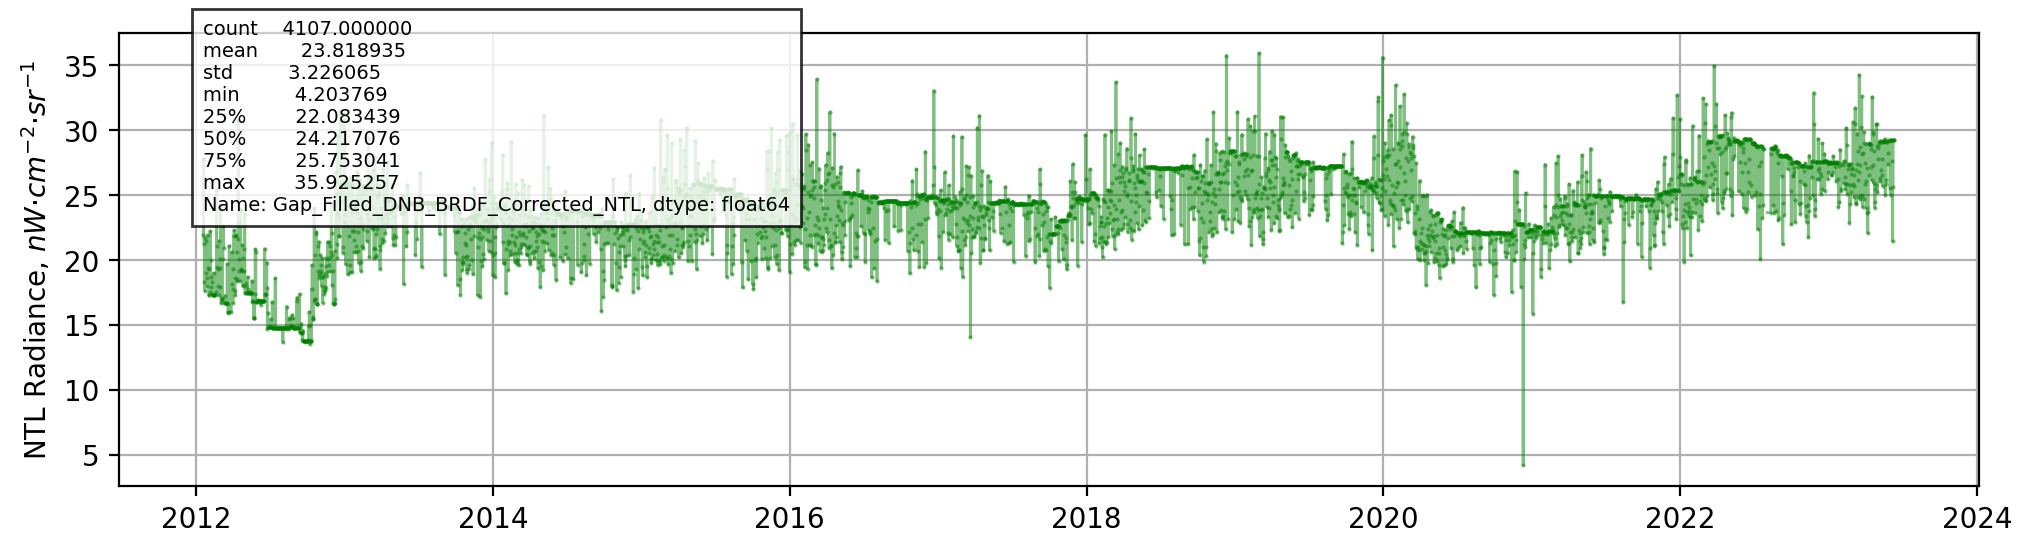 count 4107.000000
mean 23.818935
std 3.226065
min 4.203769
25% 22.083439
50% 24.217076
75% 25.753041
max 35.925257
Name: Gap_Filled_DNB_BRDF_Corrected_NTL, dtype: float64
NTL Radiance, nW·cm⁻²·sr⁻¹
35
30
25
20
15
10
5
2012 2014 2016 2018 2020 2022 2024